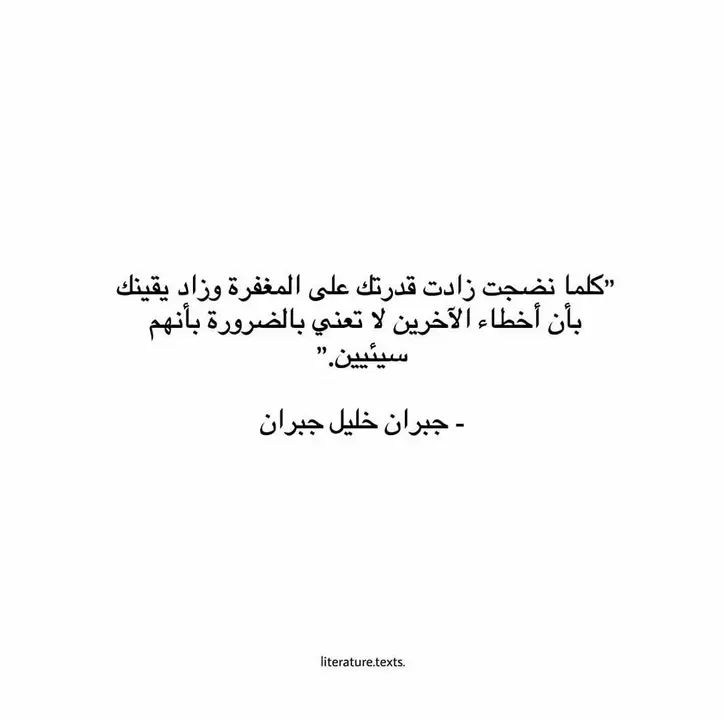 ”كلما نضجت زادت قدرتك على المغفرة وزاد يقينك
بأن أخطاء الآخرين لا تعني بالضرورة بأنهم
سيئيين.”
- جبران خليل جبران
literature.texts.